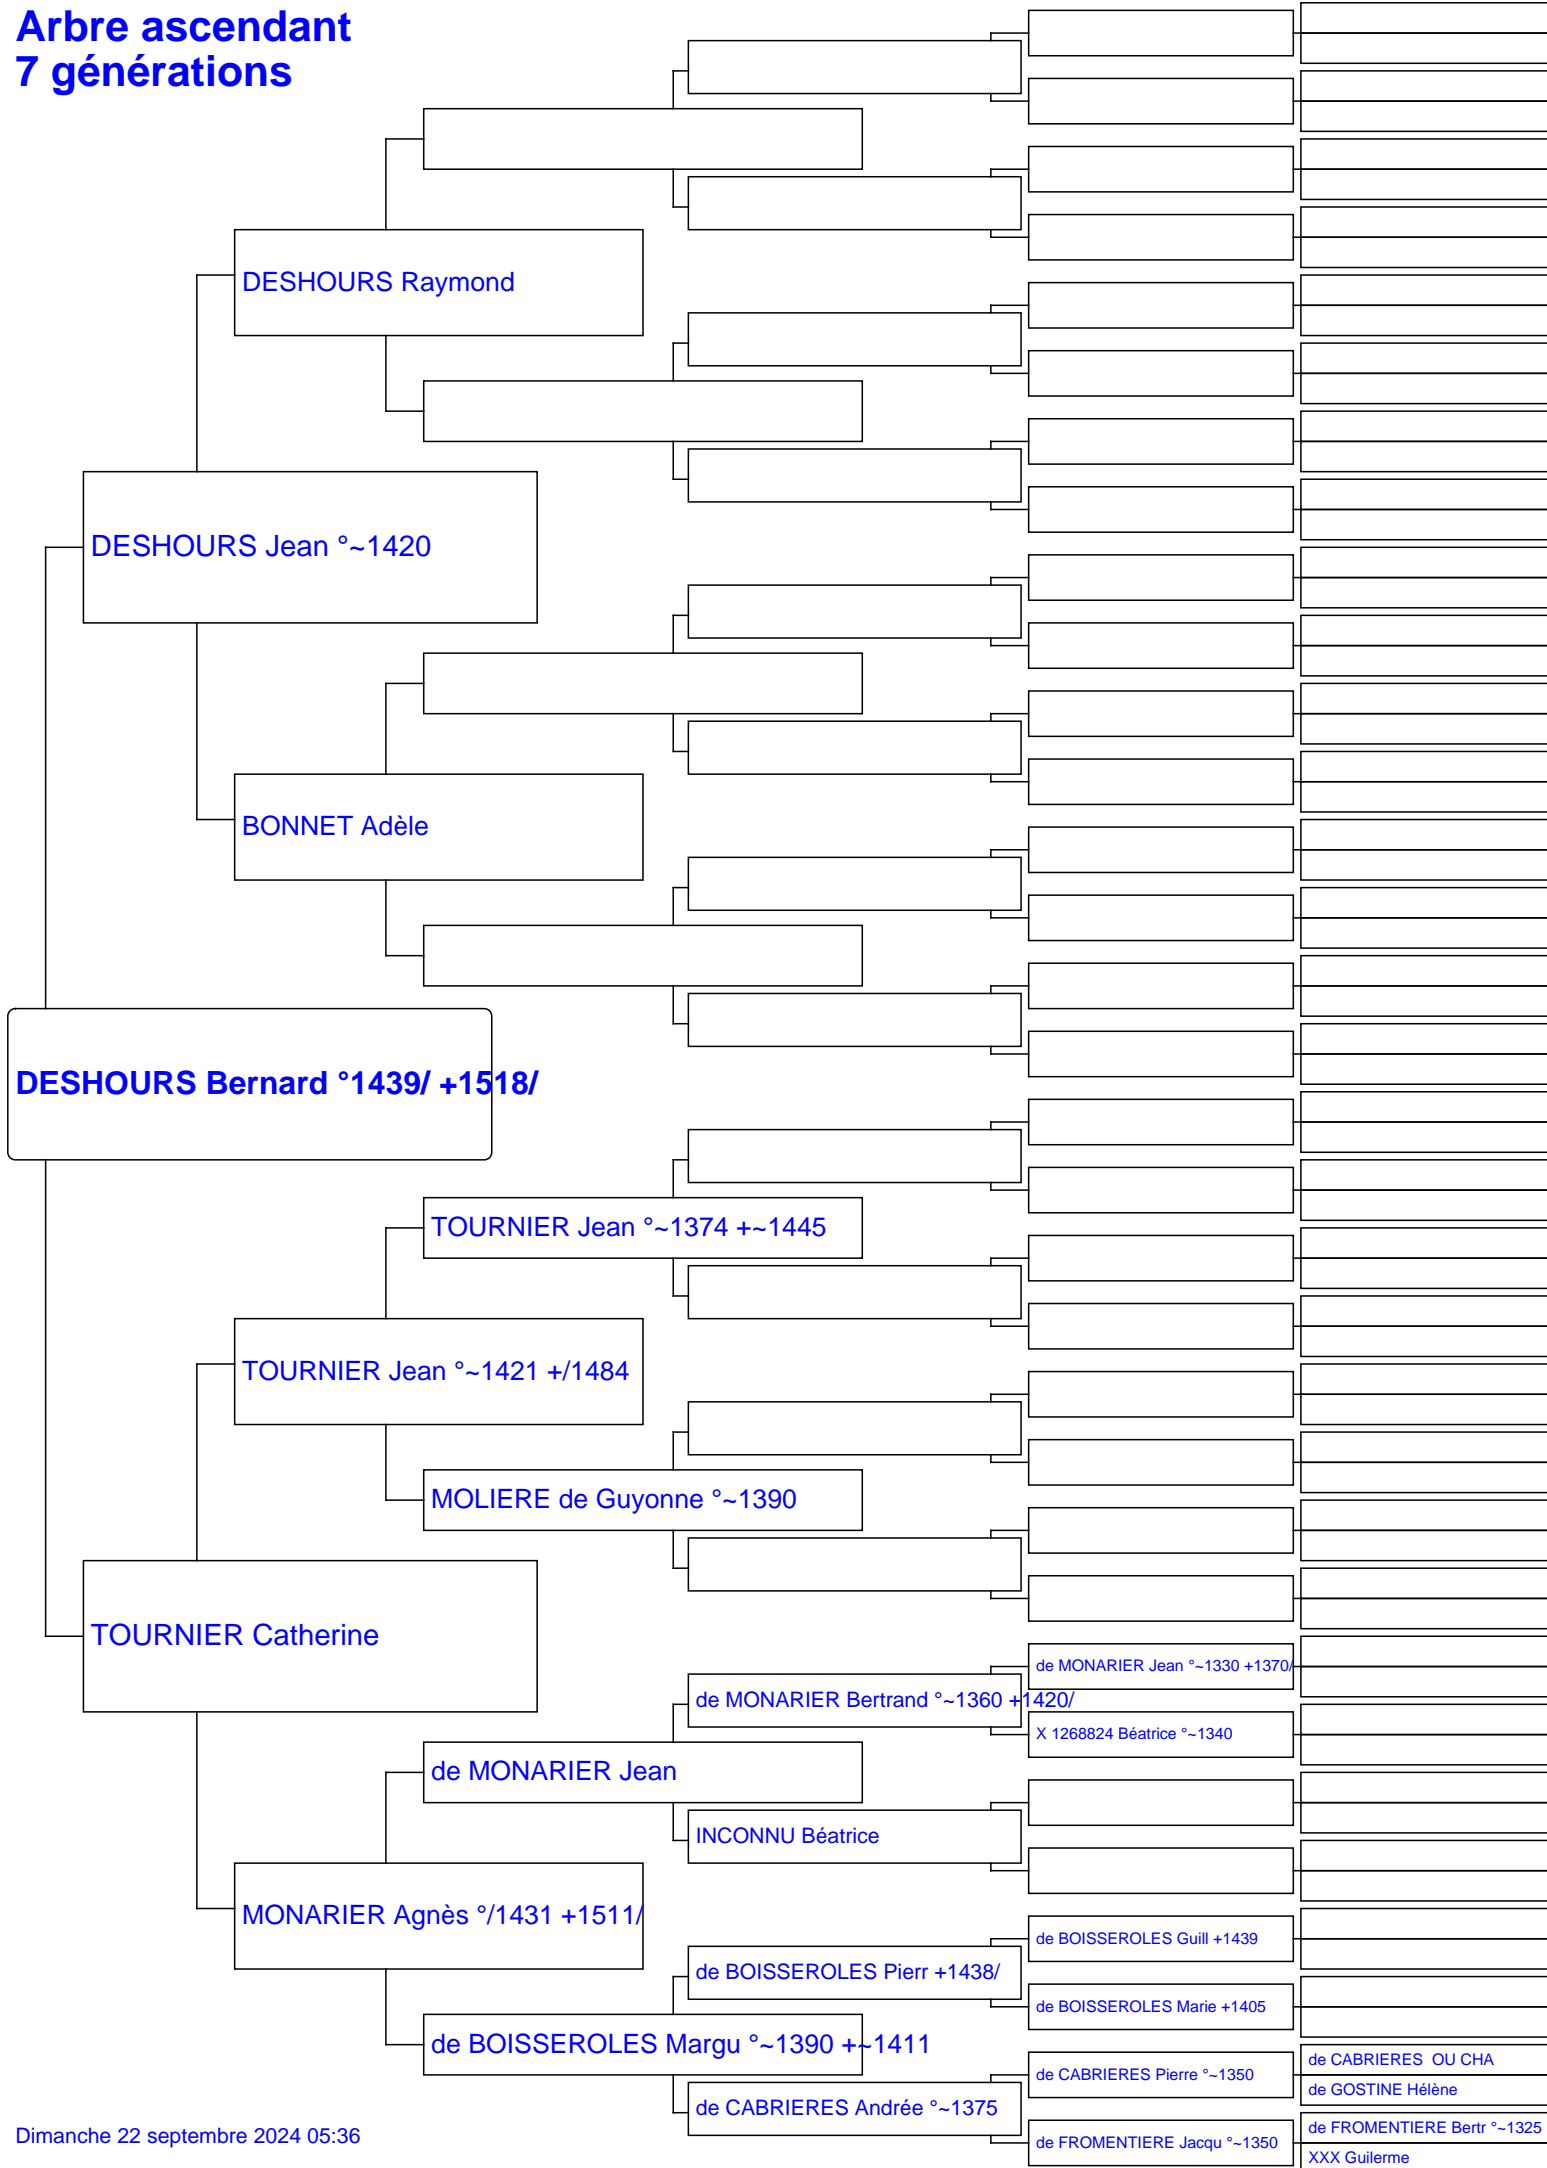 Arbre ascendant
7 générations
DESHOURS Raymond
DESHOURS Jean °~1420
BONNET Adèle
DESHOURS Bernard °1439/ +1518/
TOURNIER Jean °~1374 +~1445
TOURNIER Jean °~1421 +/1484
MOLIERE de Guyonne °~1390
TOURNIER Catherine
de MONARIER Jean °~1330 +1370/
de MONARIER Bertrand °~1360 +1420/
X 1268824 Béatrice °~1340
de MONARIER Jean
INCONNU Béatrice
MONARIER Agnès °/1431 +1511/
de BOISSEROLES Guill +1439
de BOISSEROLES Pierr +1438/
de BOISSEROLES Marie +1405
de BOISSEROLES Margu °~1390 +~1411
de CABRIERES  OU CHA
de CABRIERES Pierre °~1350
de GOSTINE Hélène
de CABRIERES Andrée °~1375
de FROMENTIERE Bertr °~1325
de FROMENTIERE Jacqu °~1350
XXX Guilerme
Dimanche 22 septembre 2024 05:36